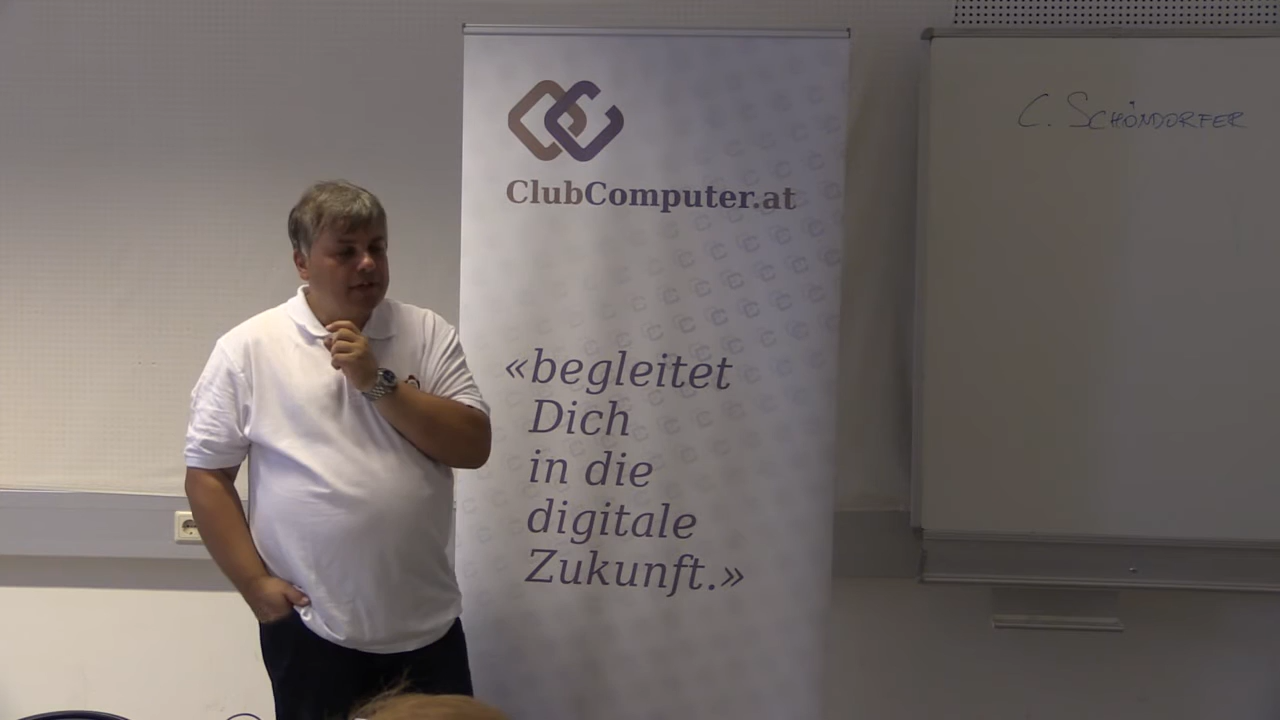 ClubComputer.at
«begleitet
Dich
in die
digitale
Zukunft.»
C. SCHÖNDORFER